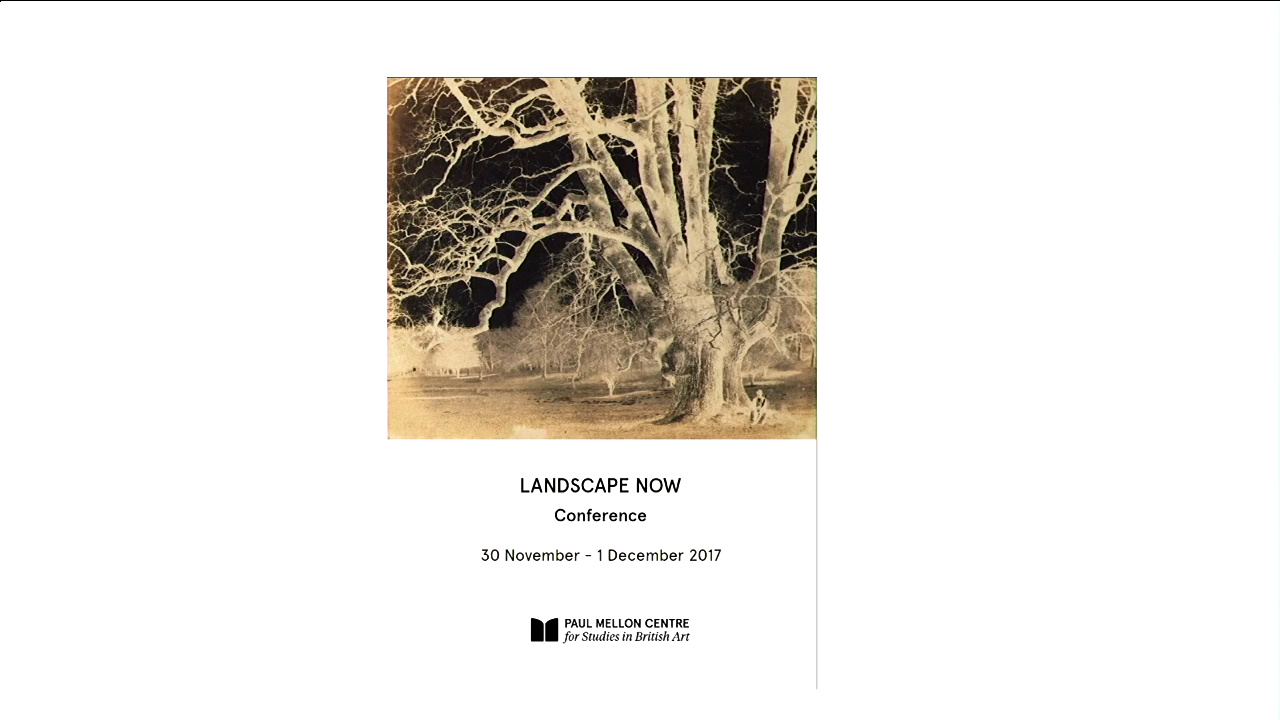 LANDSCAPE NOW
Conference
30 November - 1 December 2017
PAUL MELLON CENTRE
for Studies in British Art